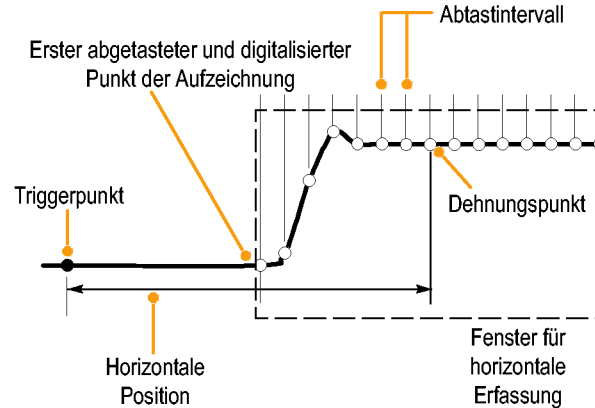 Abtastintervall
Erster abgetasteter und digitalisierter
Punkt der Aufzeichnung
Triggerpunkt
Dehnungspunkt
Horizontale
Position
Fenster für
horizontale
Erfassung